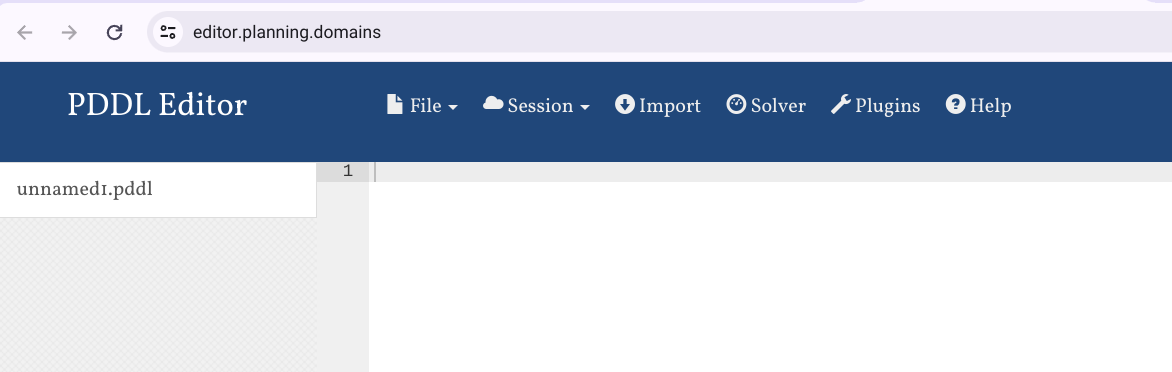 editor.planning.domains
PDDL Editor File Session Import Solver Plugins Help
unnamed1.pddl 1